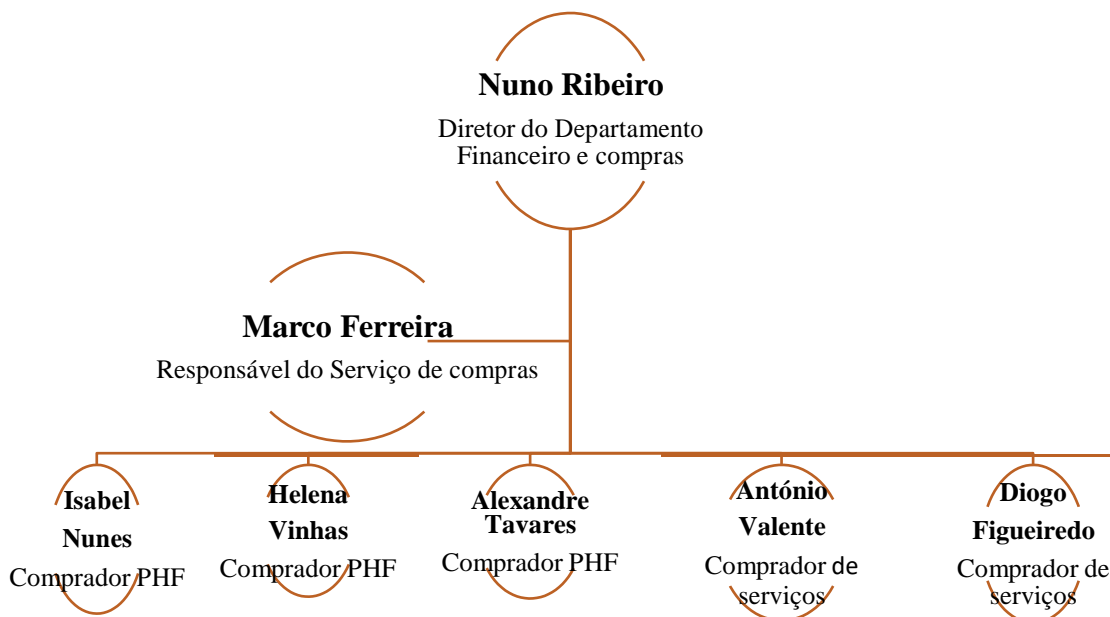 Nuno Ribeiro
Diretor do Departamento
Financeiro e compras
Marco Ferreira
Responsável do Serviço de compras
Isabel
Nunes
Comprador PHF
Helena
Vinhas
Comprador PHF
Alexandre
Tavares
Comprador PHF
António
Valente
Comprador de
serviços
Diogo
Figueiredo
Comprador de
serviços